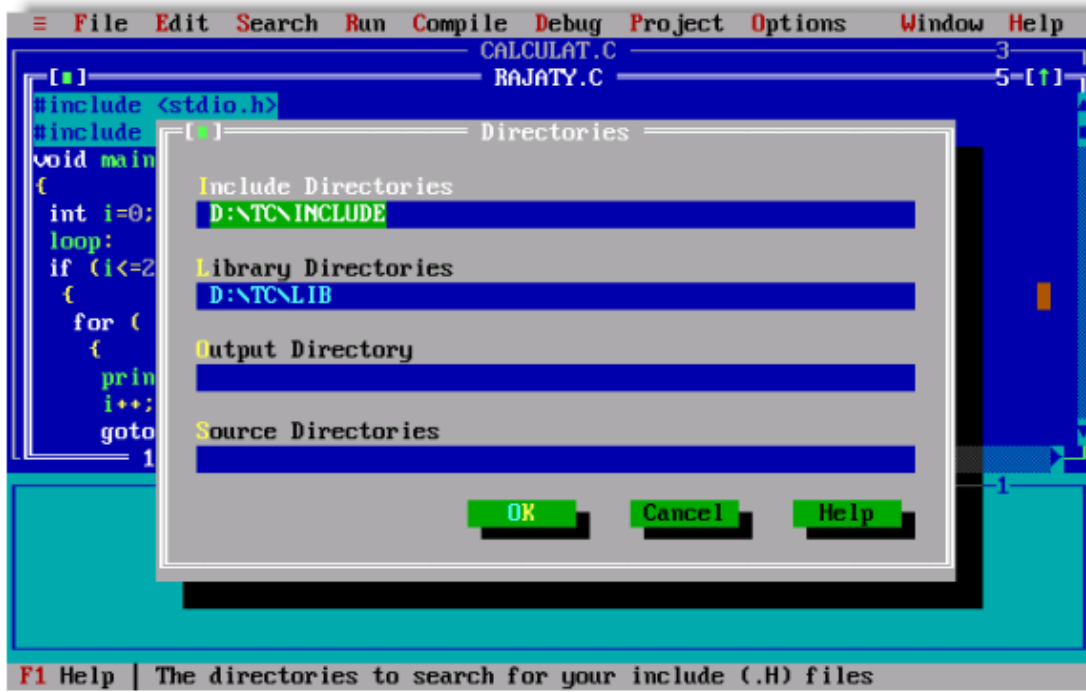 ≡ File Edit Search Run Compile Debug Project Options Window Help
CALCULAT.C 3
[■] RAJATY.C 5 [↑]
#include <stdio.h>
#include
[■] Directories
void main
{
Include Directories
int i=0;
D:\TC\INCLUDE
loop:
if (i<=2
Library Directories
{
D:\TC\LIB
for (
{
Output Directory
prin
i++;
goto
Source Directories
1
1
OK Cancel Help
F1 Help | The directories to search for your include (.H) files